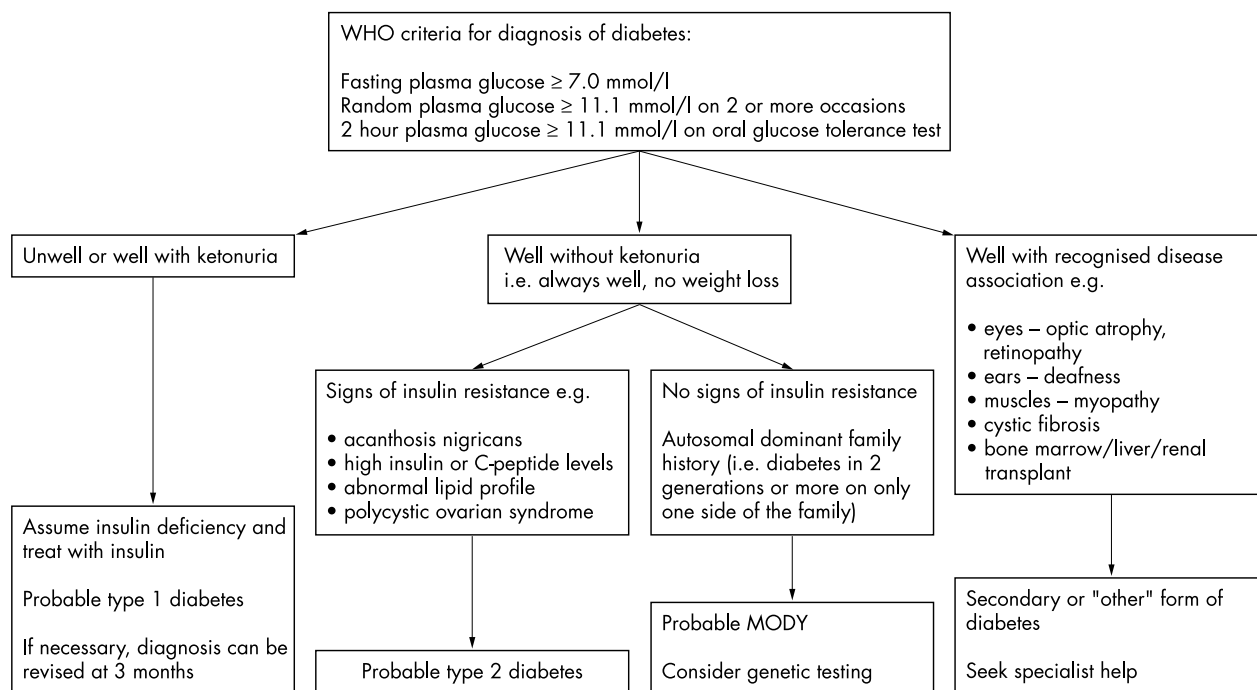 WHO criteria for diagnosis of diabetes:
Fasting plasma glucose ≥ 7.0 mmol/l
Random plasma glucose ≥ 11.1 mmol/l on 2 or more occasions
2 hour plasma glucose ≥ 11.1 mmol/l on oral glucose tolerance test
Unwell or well with ketonuria
Well without ketonuria
i.e. always well, no weight loss
Well with recognised disease
association e.g.
• eyes – optic atrophy,
retinopathy
• ears – deafness
• muscles – myopathy
• cystic fibrosis
• bone marrow/liver/renal
transplant
Signs of insulin resistance e.g.
• acanthosis nigricans
• high insulin or C-peptide levels
• abnormal lipid profile
• polycystic ovarian syndrome
No signs of insulin resistance
Autosomal dominant family
history (i.e. diabetes in 2
generations or more on only
one side of the family)
Assume insulin deficiency and
treat with insulin
Probable type 1 diabetes
If necessary, diagnosis can be
revised at 3 months
Probable type 2 diabetes
Probable MODY
Consider genetic testing
Secondary or "other" form of
diabetes
Seek specialist help